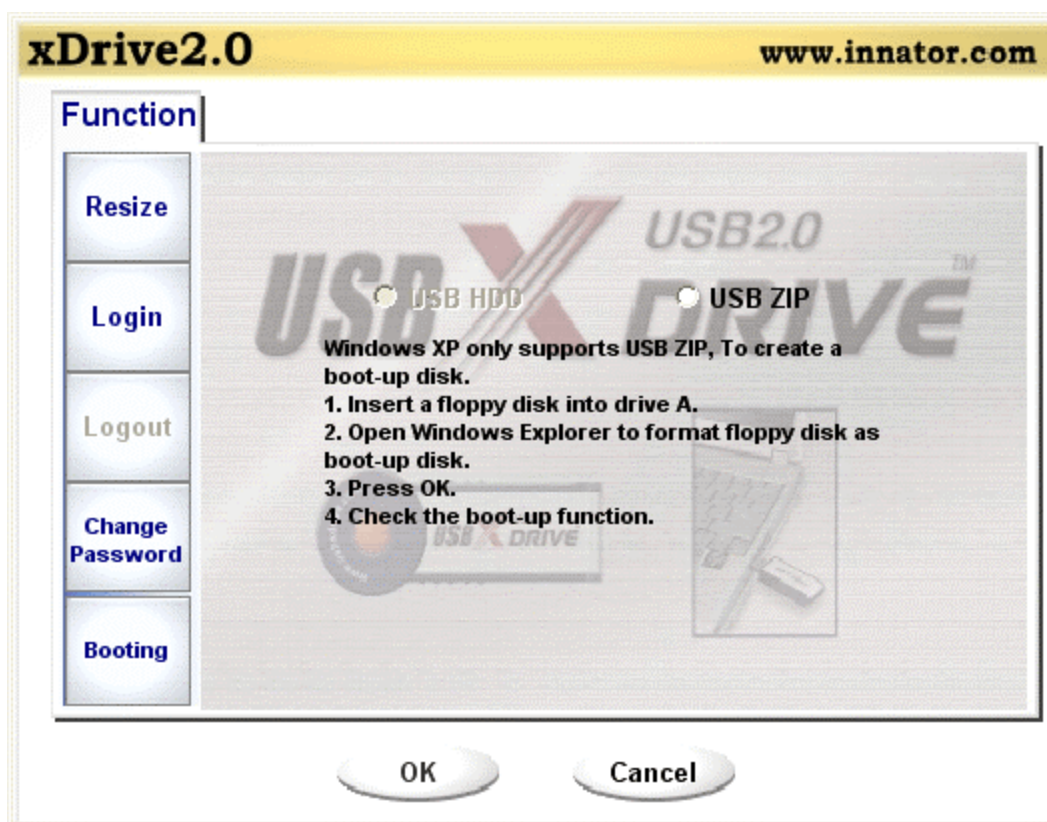 xDrive2.0
www.innator.com
Function
Resize
Login
Logout
Change
Password
Booting
USB X
USB2.0
DRIVE™
USB HDD
USB ZIP
Windows XP only supports USB ZIP, To create a
boot-up disk.
1. Insert a floppy disk into drive A.
2. Open Windows Explorer to format floppy disk as
boot-up disk.
3. Press OK.
4. Check the boot-up function.
USB X DRIVE
OK
Cancel